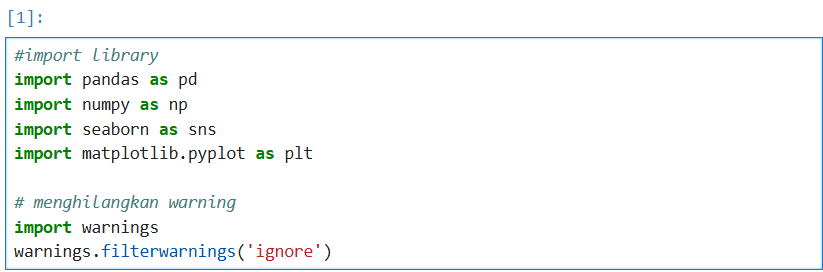 [1]:
#import library
import pandas as pd
import numpy as np
import seaborn as sns
import matplotlib.pyplot as plt
# menghilangkan warning
import warnings
warnings.filterwarnings('ignore')